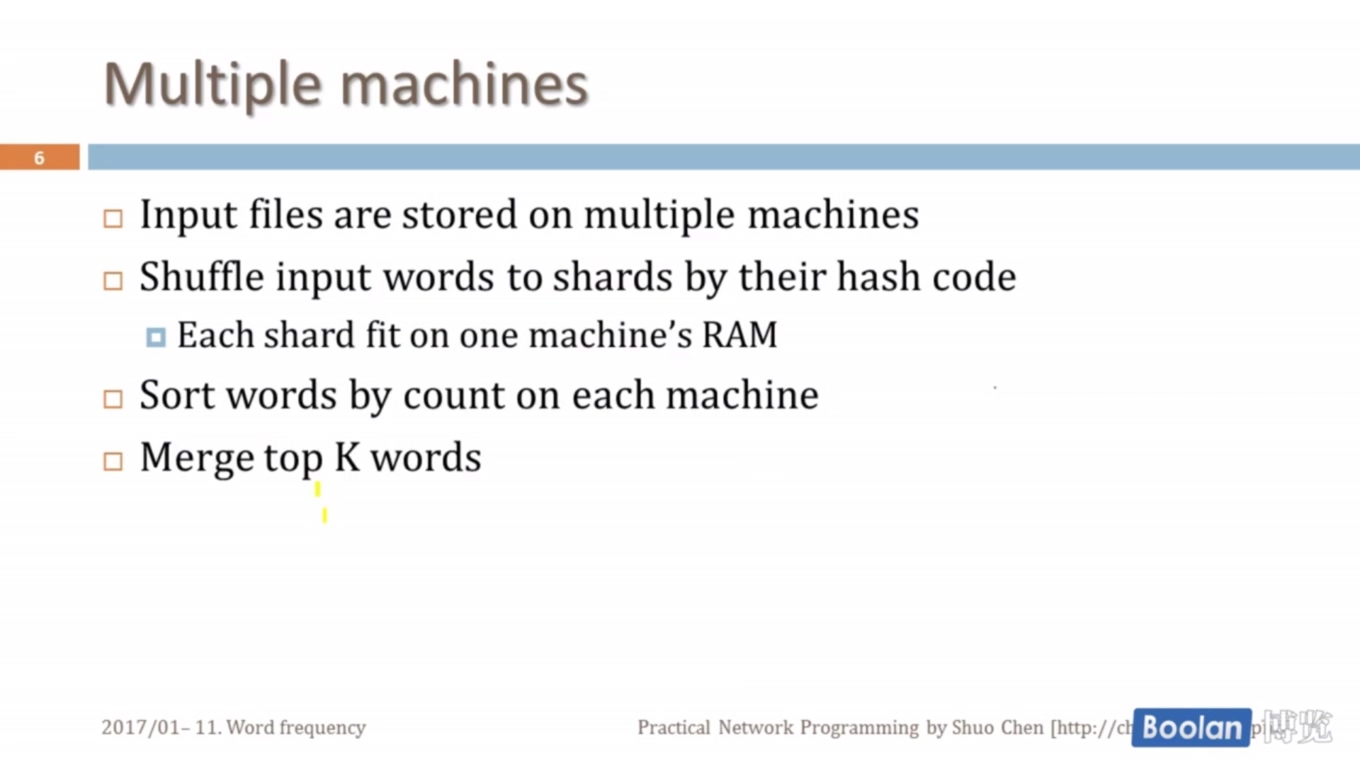 Multiple machines
6
Input files are stored on multiple machines
Shuffle input words to shards by their hash code
Each shard fit on one machine's RAM
Sort words by count on each machine
Merge top K words
2017/01– 11. Word frequency
Practical Network Programming by Shuo Chen [http://ch
Boolan 博览